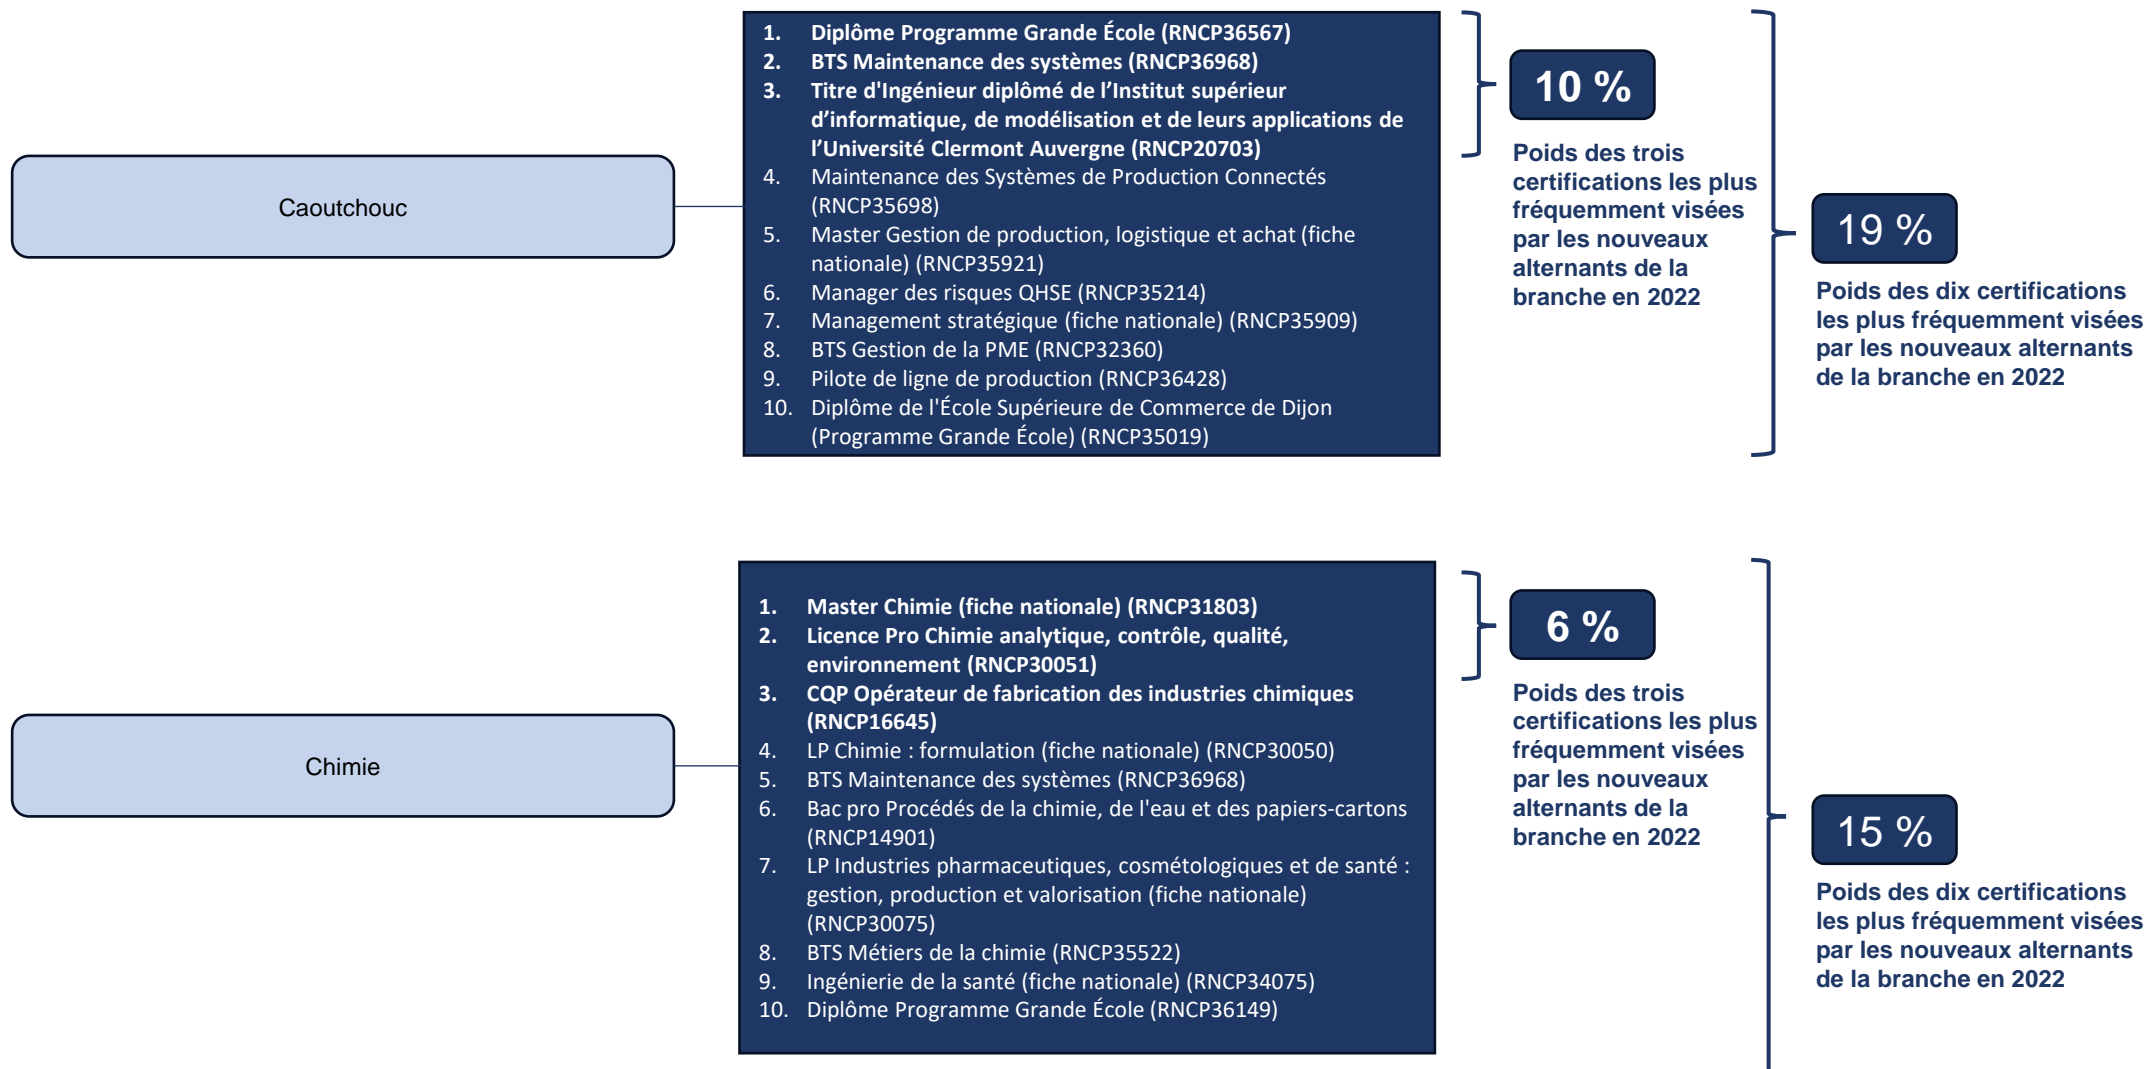 Caoutchouc
1. Diplôme Programme Grande École (RNCP36567)
2. BTS Maintenance des systèmes (RNCP36968)
3. Titre d'Ingénieur diplômé de l’Institut supérieur
d’informatique, de modélisation et de leurs applications de
l’Université Clermont Auvergne (RNCP20703)
4. Maintenance des Systèmes de Production Connectés
(RNCP35698)
5. Master Gestion de production, logistique et achat (fiche
nationale) (RNCP35921)
6. Manager des risques QHSE (RNCP35214)
7. Management stratégique (fiche nationale) (RNCP35909)
8. BTS Gestion de la PME (RNCP32360)
9. Pilote de ligne de production (RNCP36428)
10. Diplôme de l'École Supérieure de Commerce de Dijon
(Programme Grande École) (RNCP35019)
10 %
Poids des trois
certifications les plus
fréquemment visées
par les nouveaux
alternants de la
branche en 2022
19 %
Poids des dix certifications
les plus fréquemment visées
par les nouveaux alternants
de la branche en 2022
Chimie
1. Master Chimie (fiche nationale) (RNCP31803)
2. Licence Pro Chimie analytique, contrôle, qualité,
environnement (RNCP30051)
3. CQP Opérateur de fabrication des industries chimiques
(RNCP16645)
4. LP Chimie : formulation (fiche nationale) (RNCP30050)
5. BTS Maintenance des systèmes (RNCP36968)
6. Bac pro Procédés de la chimie, de l'eau et des papiers-cartons
(RNCP14901)
7. LP Industries pharmaceutiques, cosmétologiques et de santé :
gestion, production et valorisation (fiche nationale)
(RNCP30075)
8. BTS Métiers de la chimie (RNCP35522)
9. Ingénierie de la santé (fiche nationale) (RNCP34075)
10. Diplôme Programme Grande École (RNCP36149)
6 %
Poids des trois
certifications les plus
fréquemment visées
par les nouveaux
alternants de la
branche en 2022
15 %
Poids des dix certifications
les plus fréquemment visées
par les nouveaux alternants
de la branche en 2022